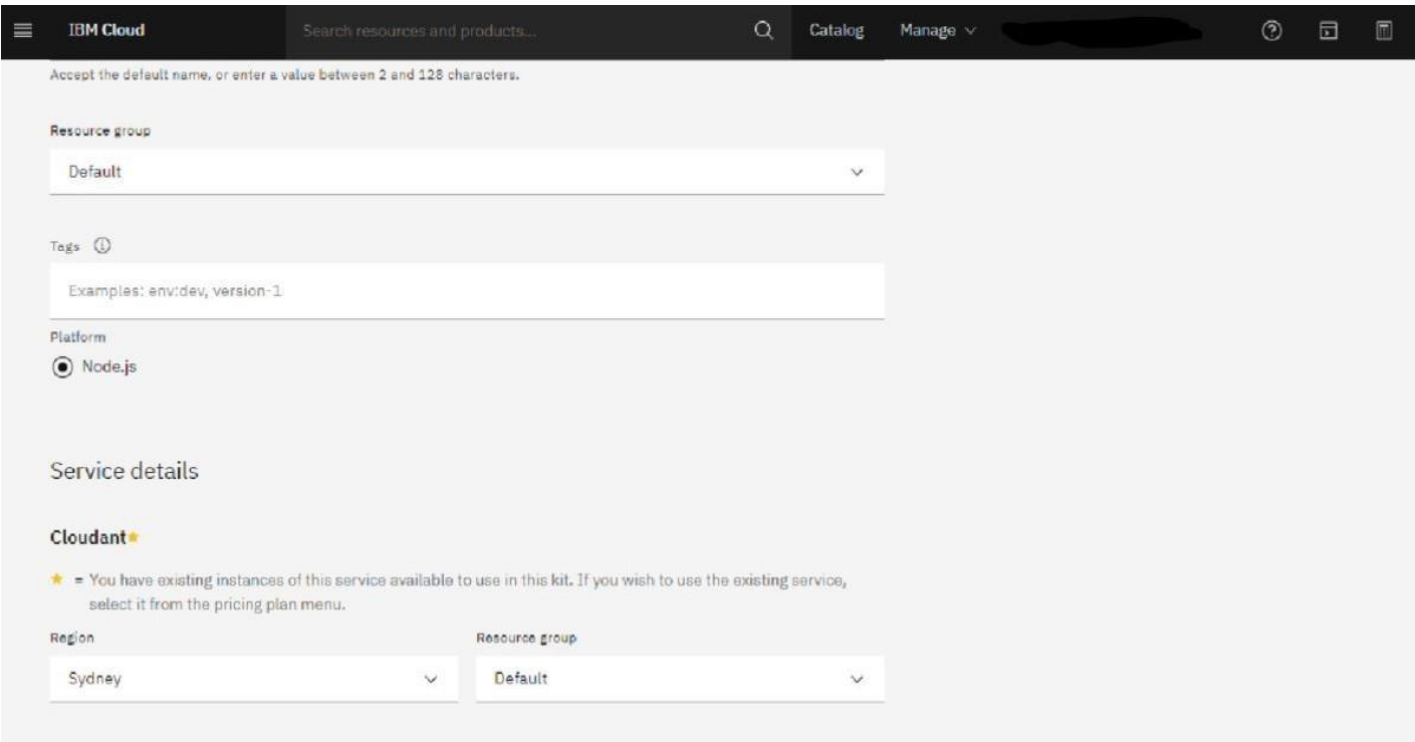 IBM Cloud Search resources and products... Catalog Manage
Accept the default name, or enter a value between 2 and 128 characters.
Resource group
Default
Tags
Examples: env:dev, version-1
Platform
Node.js
Service details
Cloudant
= You have existing instances of this service available to use in this kit. If you wish to use the existing service,
select it from the pricing plan menu.
Region Resource group
Sydney Default